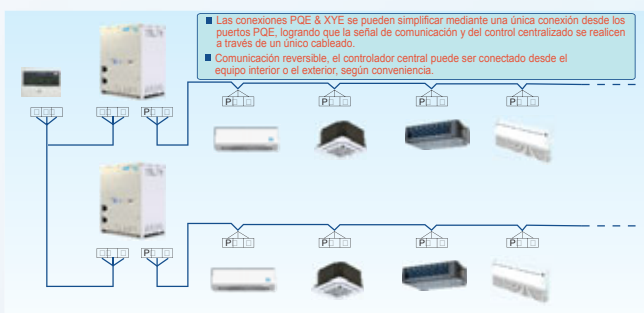 Las conexiones PQE & XYE se pueden simplificar mediante una única conexión desde los
puertos PQE, logrando que la señal de comunicación y del control centralizado se realicen
a través de un único cableado.
Comunicación reversible, el controlador central puede ser conectado desde el
equipo interior o el exterior, según conveniencia.
P
P P P P
P
P P P P